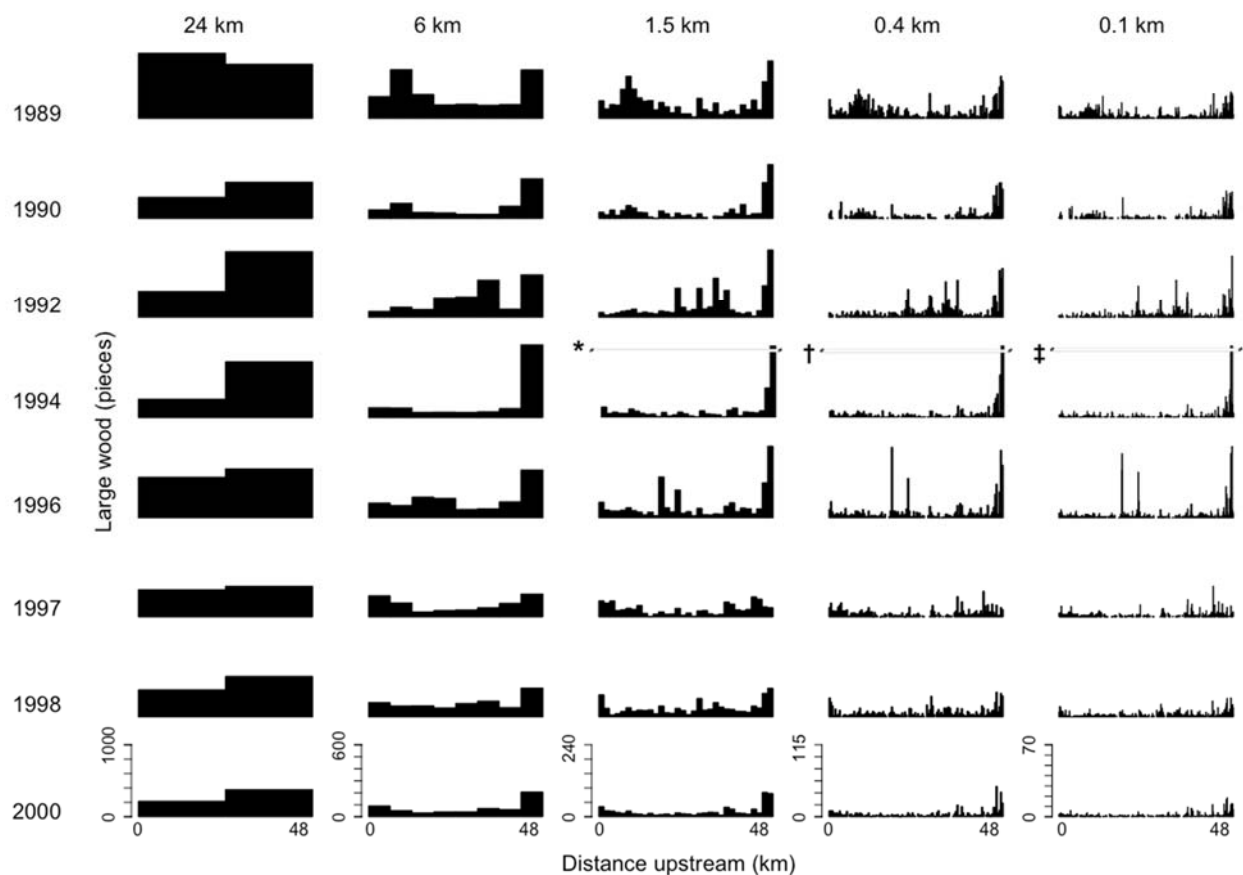 24 km 6 km 1.5 km 0.4 km 0.1 km
1989
1990
1992
Large wood (pieces)
* † ‡
1994
1996
1997
1998
1000 600 240 115 70
0 0 0 0 0
2000
0 48 0 48 0 48 0 48 0 48
Distance upstream (km)